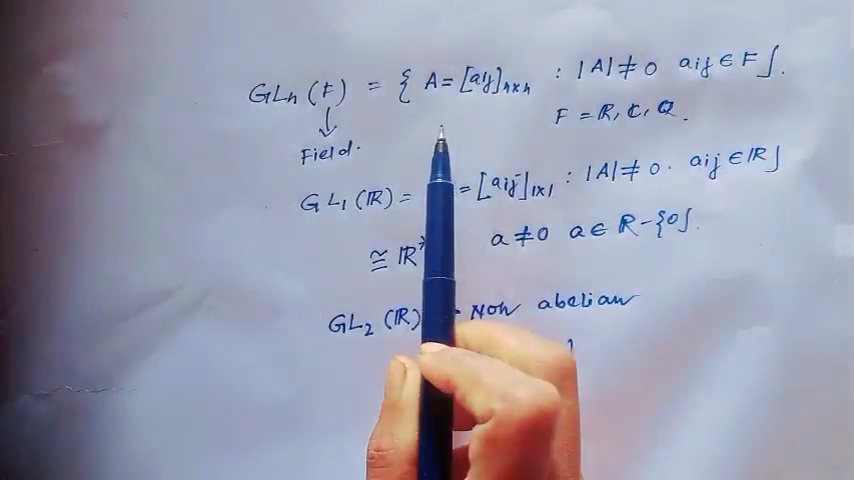 GLn (F) = { A = [aij]n×n : |A| ≠ 0 aij ∈ F }.
F = R, C, Q.
Field.
GL1 (R) = = [aij]1×1 : |A| ≠ 0. aij ∈ R }
≅ R* a ≠ 0 a ∈ R - {0}.
GL2 (R) Non abelian